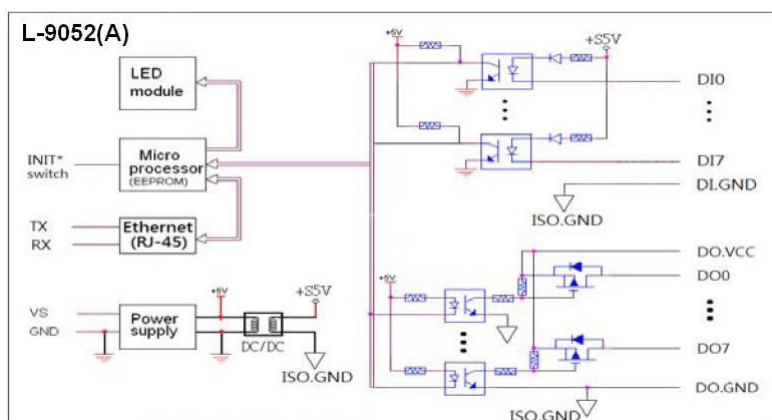 L-9052(A)
LED
module
INIT*
switch
Micro
processor
(EEPROM)
TX
RX
Ethernet
(RJ-45)
VS
GND
Power
supply
+5V
+S5V
DC/DC
ISO.GND
+5V
+S5V
DI0
+5V
DI7
DI.GND
ISO.GND
DO.VCC
DO0
+5V
DO7
DO.GND
ISO.GND